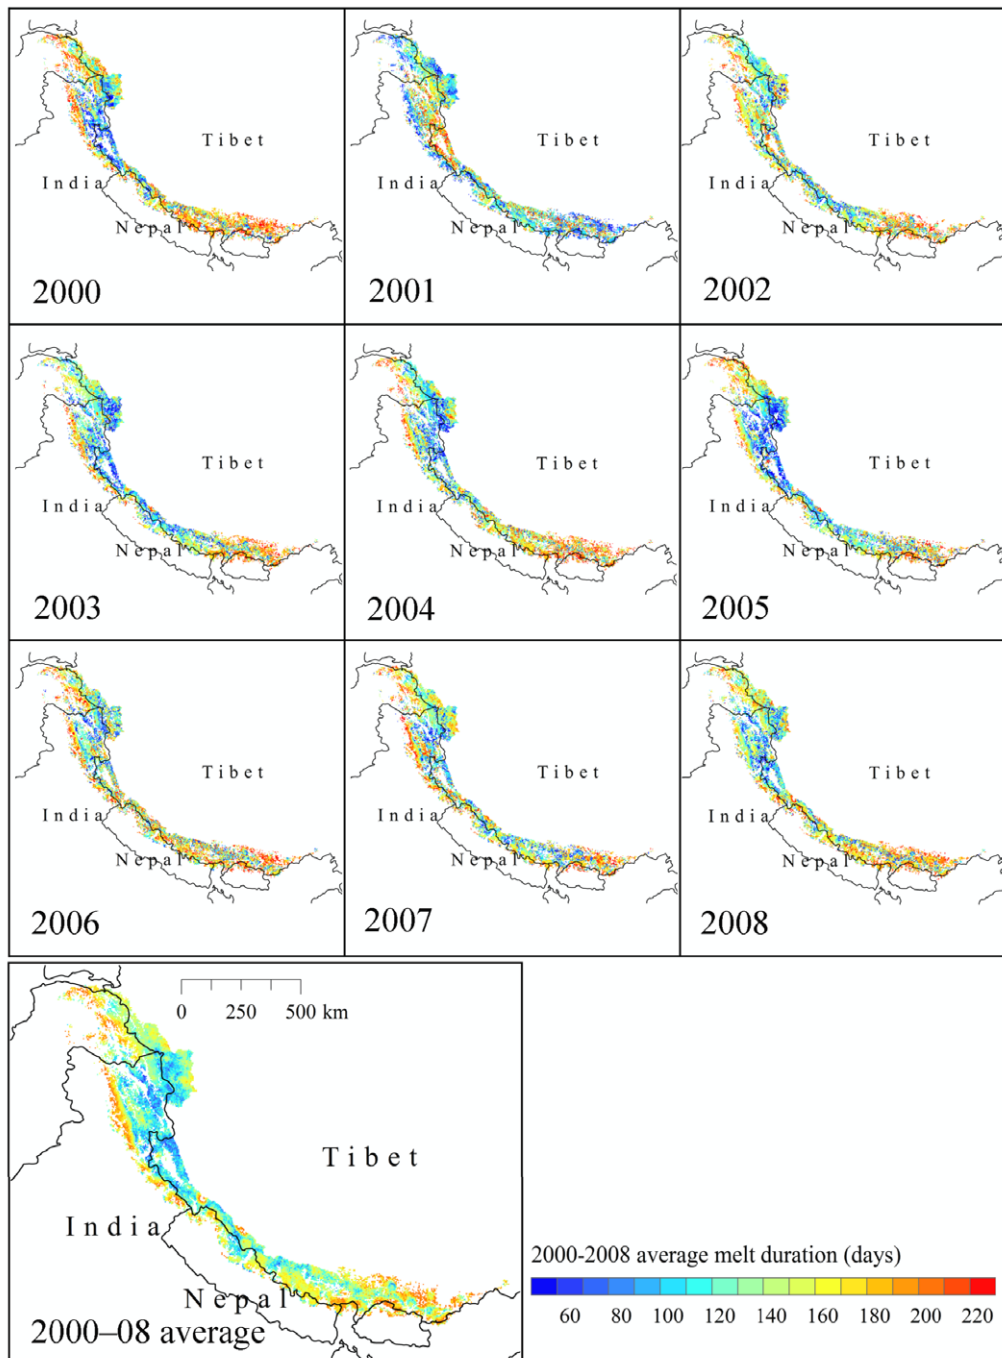 Tibet
India
Nepal
2000
Tibet
India
Nepal
2001
Tibet
India
Nepal
2002
Tibet
India
Nepal
2003
Tibet
India
Nepal
2004
Tibet
India
Nepal
2005
Tibet
India
Nepal
2006
Tibet
India
Nepal
2007
Tibet
India
Nepal
2008
0 250 500 km
Tibet
India
Nepal
2000–08 average
2000-2008 average melt duration (days)
60 80 100 120 140 160 180 200 220